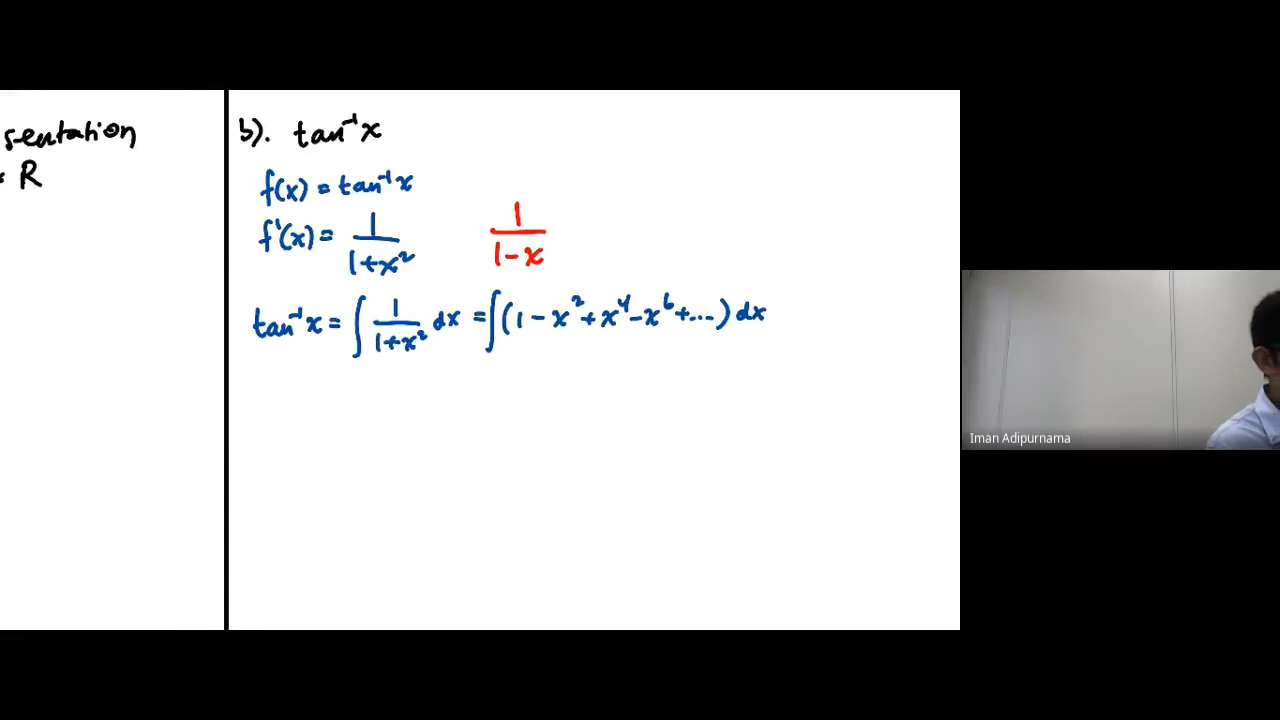 R
b). tan⁻¹x
f(x) = tan⁻¹x
f'(x) = 1/(1+x²)
1/(1-x)
tan⁻¹x = ∫ 1/(1+x²) dx = ∫(1 - x² + x⁴ - x⁶ + ...) dx
Iman Adipurnama